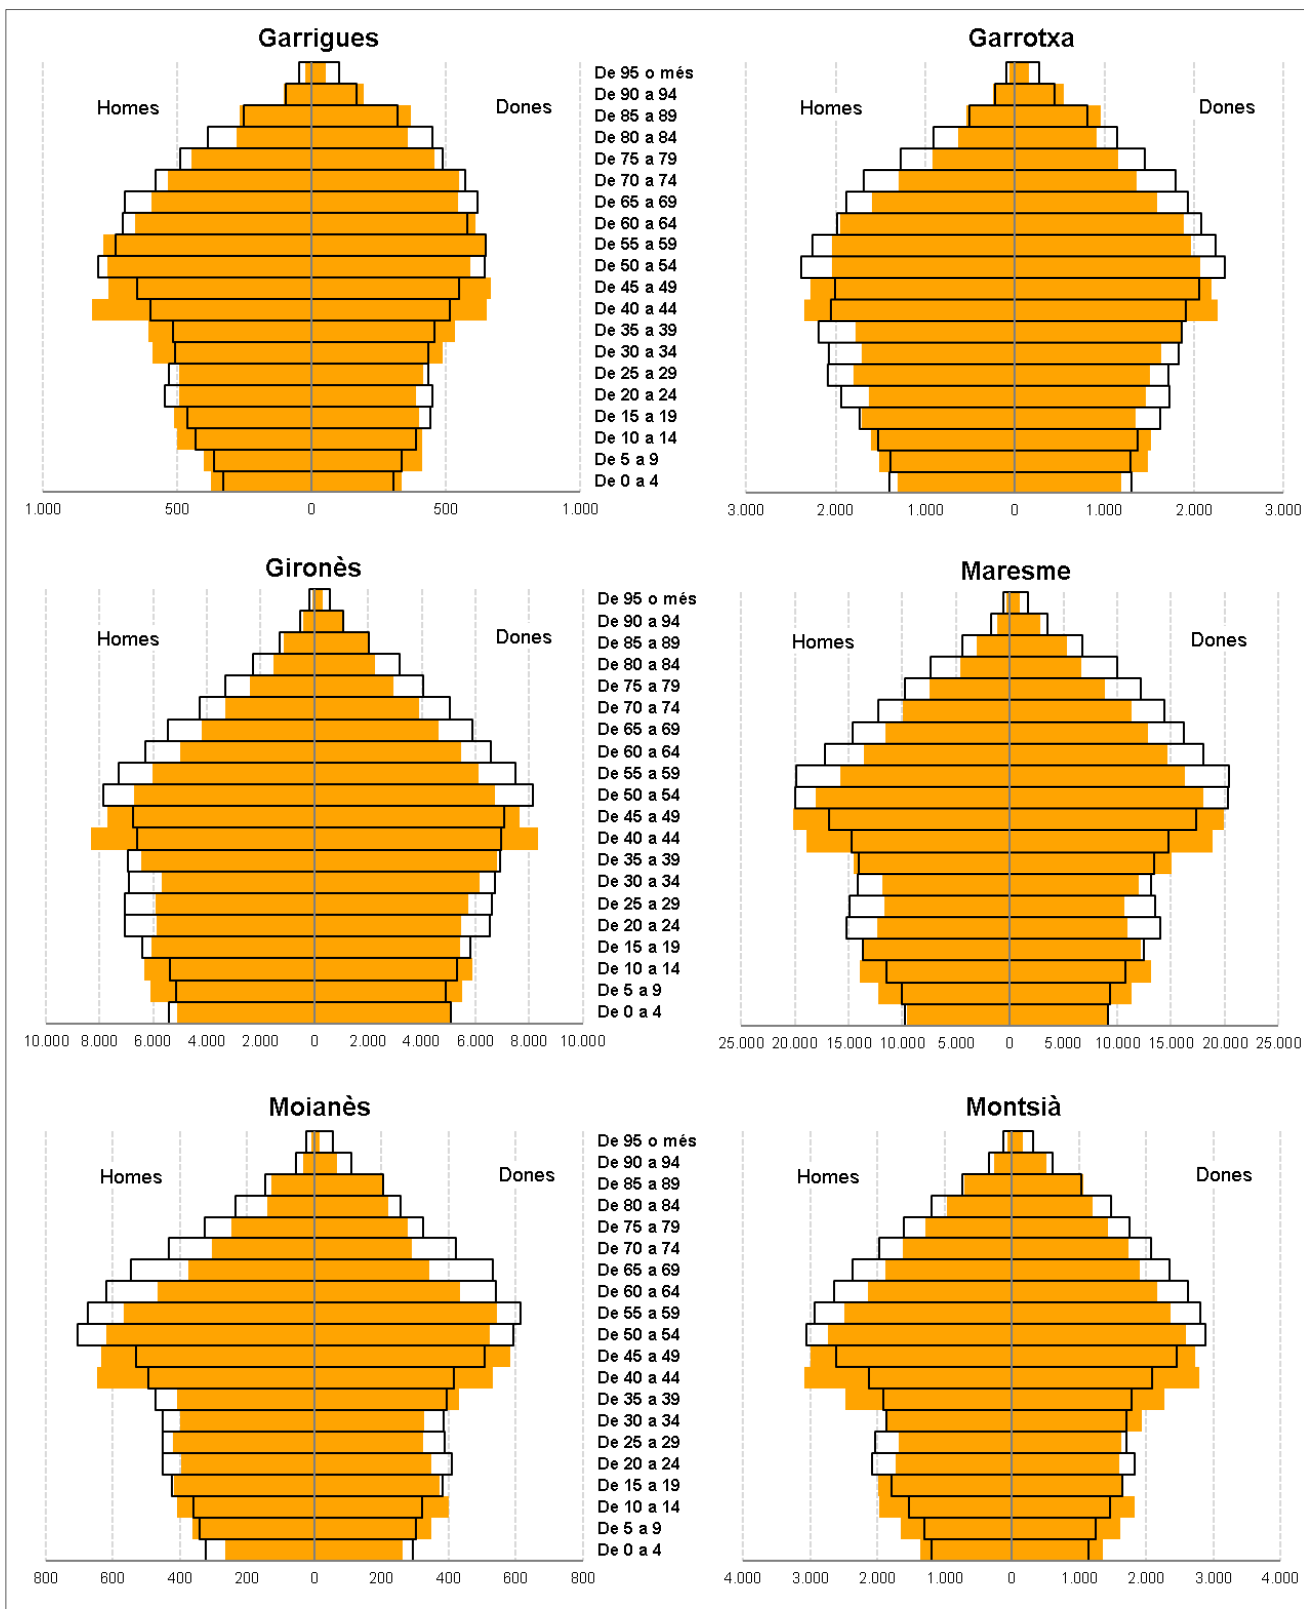 Garrigues
Garrotxa
Homes
Dones
Homes
Dones
De 95 o més
De 90 a 94
De 85 a 89
De 80 a 84
De 75 a 79
De 70 a 74
De 65 a 69
De 60 a 64
De 55 a 59
De 50 a 54
De 45 a 49
De 40 a 44
De 35 a 39
De 30 a 34
De 25 a 29
De 20 a 24
De 15 a 19
De 10 a 14
De 5 a 9
De 0 a 4
1.000 500 0 500 1.000
3.000 2.000 1.000 0 1.000 2.000 3.000
Gironès
Maresme
Homes
Dones
Homes
Dones
De 95 o més
De 90 a 94
De 85 a 89
De 80 a 84
De 75 a 79
De 70 a 74
De 65 a 69
De 60 a 64
De 55 a 59
De 50 a 54
De 45 a 49
De 40 a 44
De 35 a 39
De 30 a 34
De 25 a 29
De 20 a 24
De 15 a 19
De 10 a 14
De 5 a 9
De 0 a 4
10.000 8.000 6.000 4.000 2.000 0 2.000 4.000 6.000 8.000 10.000
25.000 20.000 15.000 10.000 5.000 0 5.000 10.000 15.000 20.000 25.000
Moianès
Montsià
Homes
Dones
Homes
Dones
De 95 o més
De 90 a 94
De 85 a 89
De 80 a 84
De 75 a 79
De 70 a 74
De 65 a 69
De 60 a 64
De 55 a 59
De 50 a 54
De 45 a 49
De 40 a 44
De 35 a 39
De 30 a 34
De 25 a 29
De 20 a 24
De 15 a 19
De 10 a 14
De 5 a 9
De 0 a 4
800 600 400 200 0 200 400 600 800
4.000 3.000 2.000 1.000 0 1.000 2.000 3.000 4.000